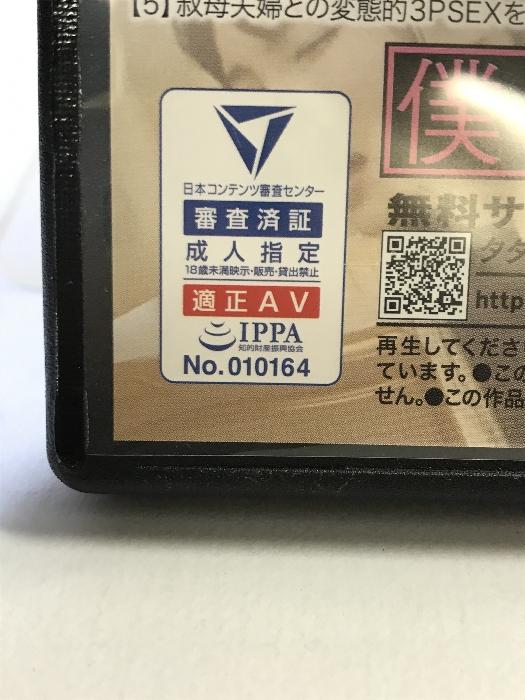 【5】叔母夫婦との変態的3PSEXを
日本コンテンツ審査センター
審査済証
成人指定
18歳未満映示・販売・貸出禁止
適正AV
IPPA
知的財産振興協会
No.010164
僕
無料サ
http
再生してくださ
ています。●この
せん。●この作品